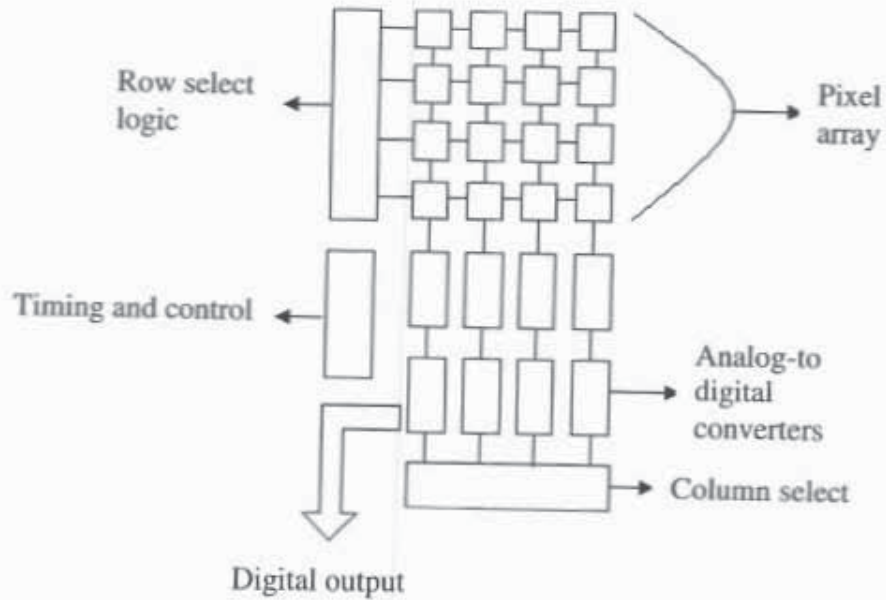 Row select
logic
Pixel
array
Timing and control
Analog-to
digital
converters
Column select
Digital output